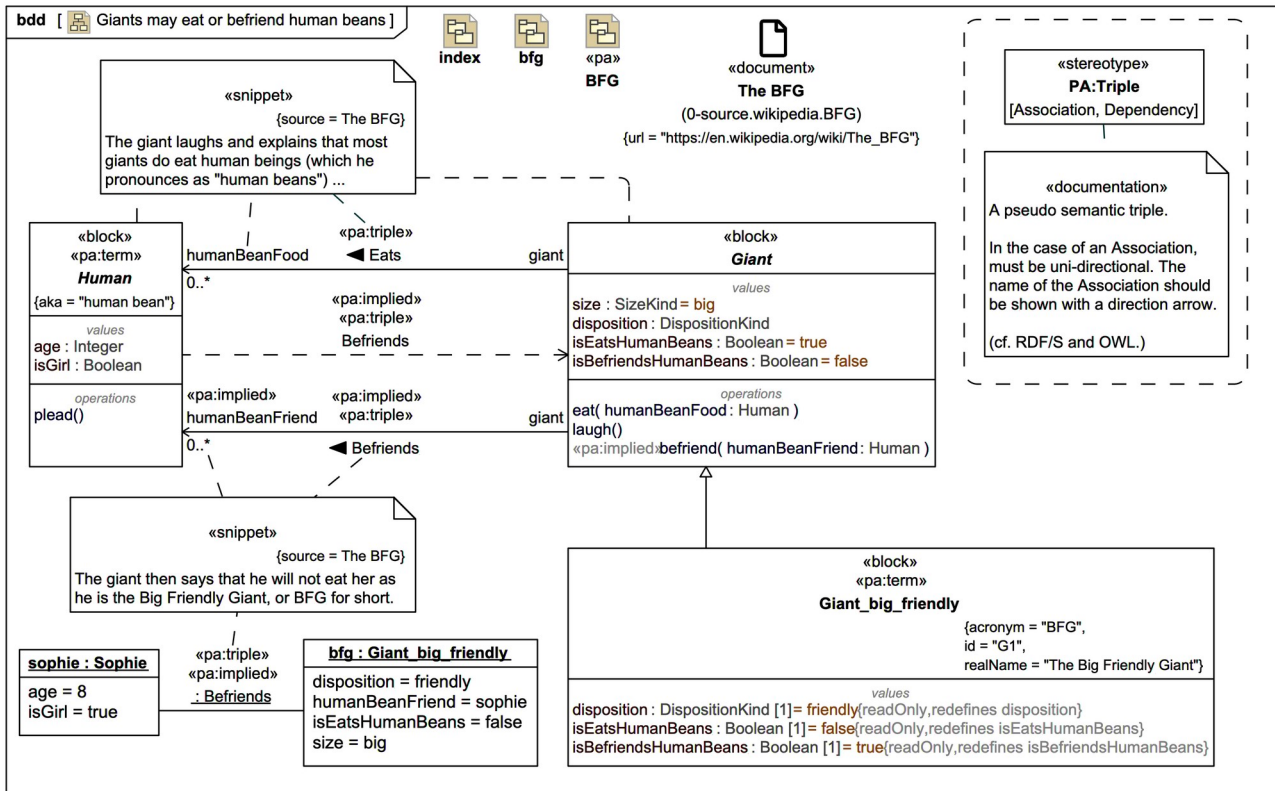 bdd [ Giants may eat or befriend human beans ]
index
bfg
«pa»
BFG
«document»
The BFG
(0-source.wikipedia.BFG)
{url = "https://en.wikipedia.org/wiki/The_BFG"}
«stereotype»
PA:Triple
[Association, Dependency]
«documentation»
A pseudo semantic triple.
In the case of an Association,
must be uni-directional. The
name of the Association should
be shown with a direction arrow.
(cf. RDF/S and OWL.)
«snippet»
{source = The BFG}
The giant laughs and explains that most
giants do eat human beings (which he
pronounces as "human beans") ...
«block»
«pa:term»
Human
{aka = "human bean"}
values
age : Integer
isGirl : Boolean
operations
plead()
humanBeanFood
0..*
«pa:triple»
Eats
giant
«pa:implied»
«pa:triple»
Befriends
«pa:implied»
humanBeanFriend
0..*
«pa:implied»
«pa:triple»
Befriends
giant
«block»
Giant
values
size : SizeKind = big
disposition : DispositionKind
isEatsHumanBeans : Boolean = true
isBefriendsHumanBeans : Boolean = false
operations
eat( humanBeanFood : Human )
laugh()
«pa:implied»befriend( humanBeanFriend : Human )
«snippet»
{source = The BFG}
The giant then says that he will not eat her as
he is the Big Friendly Giant, or BFG for short.
«block»
«pa:term»
Giant_big_friendly
{acronym = "BFG",
id = "G1",
realName = "The Big Friendly Giant"}
values
disposition : DispositionKind [1] = friendly{readOnly,redefines disposition}
isEatsHumanBeans : Boolean [1] = false{readOnly,redefines isEatsHumanBeans}
isBefriendsHumanBeans : Boolean [1] = true{readOnly,redefines isBefriendsHumanBeans}
sophie : Sophie
age = 8
isGirl = true
«pa:triple»
«pa:implied»
: Befriends
bfg : Giant_big_friendly
disposition = friendly
humanBeanFriend = sophie
isEatsHumanBeans = false
size = big